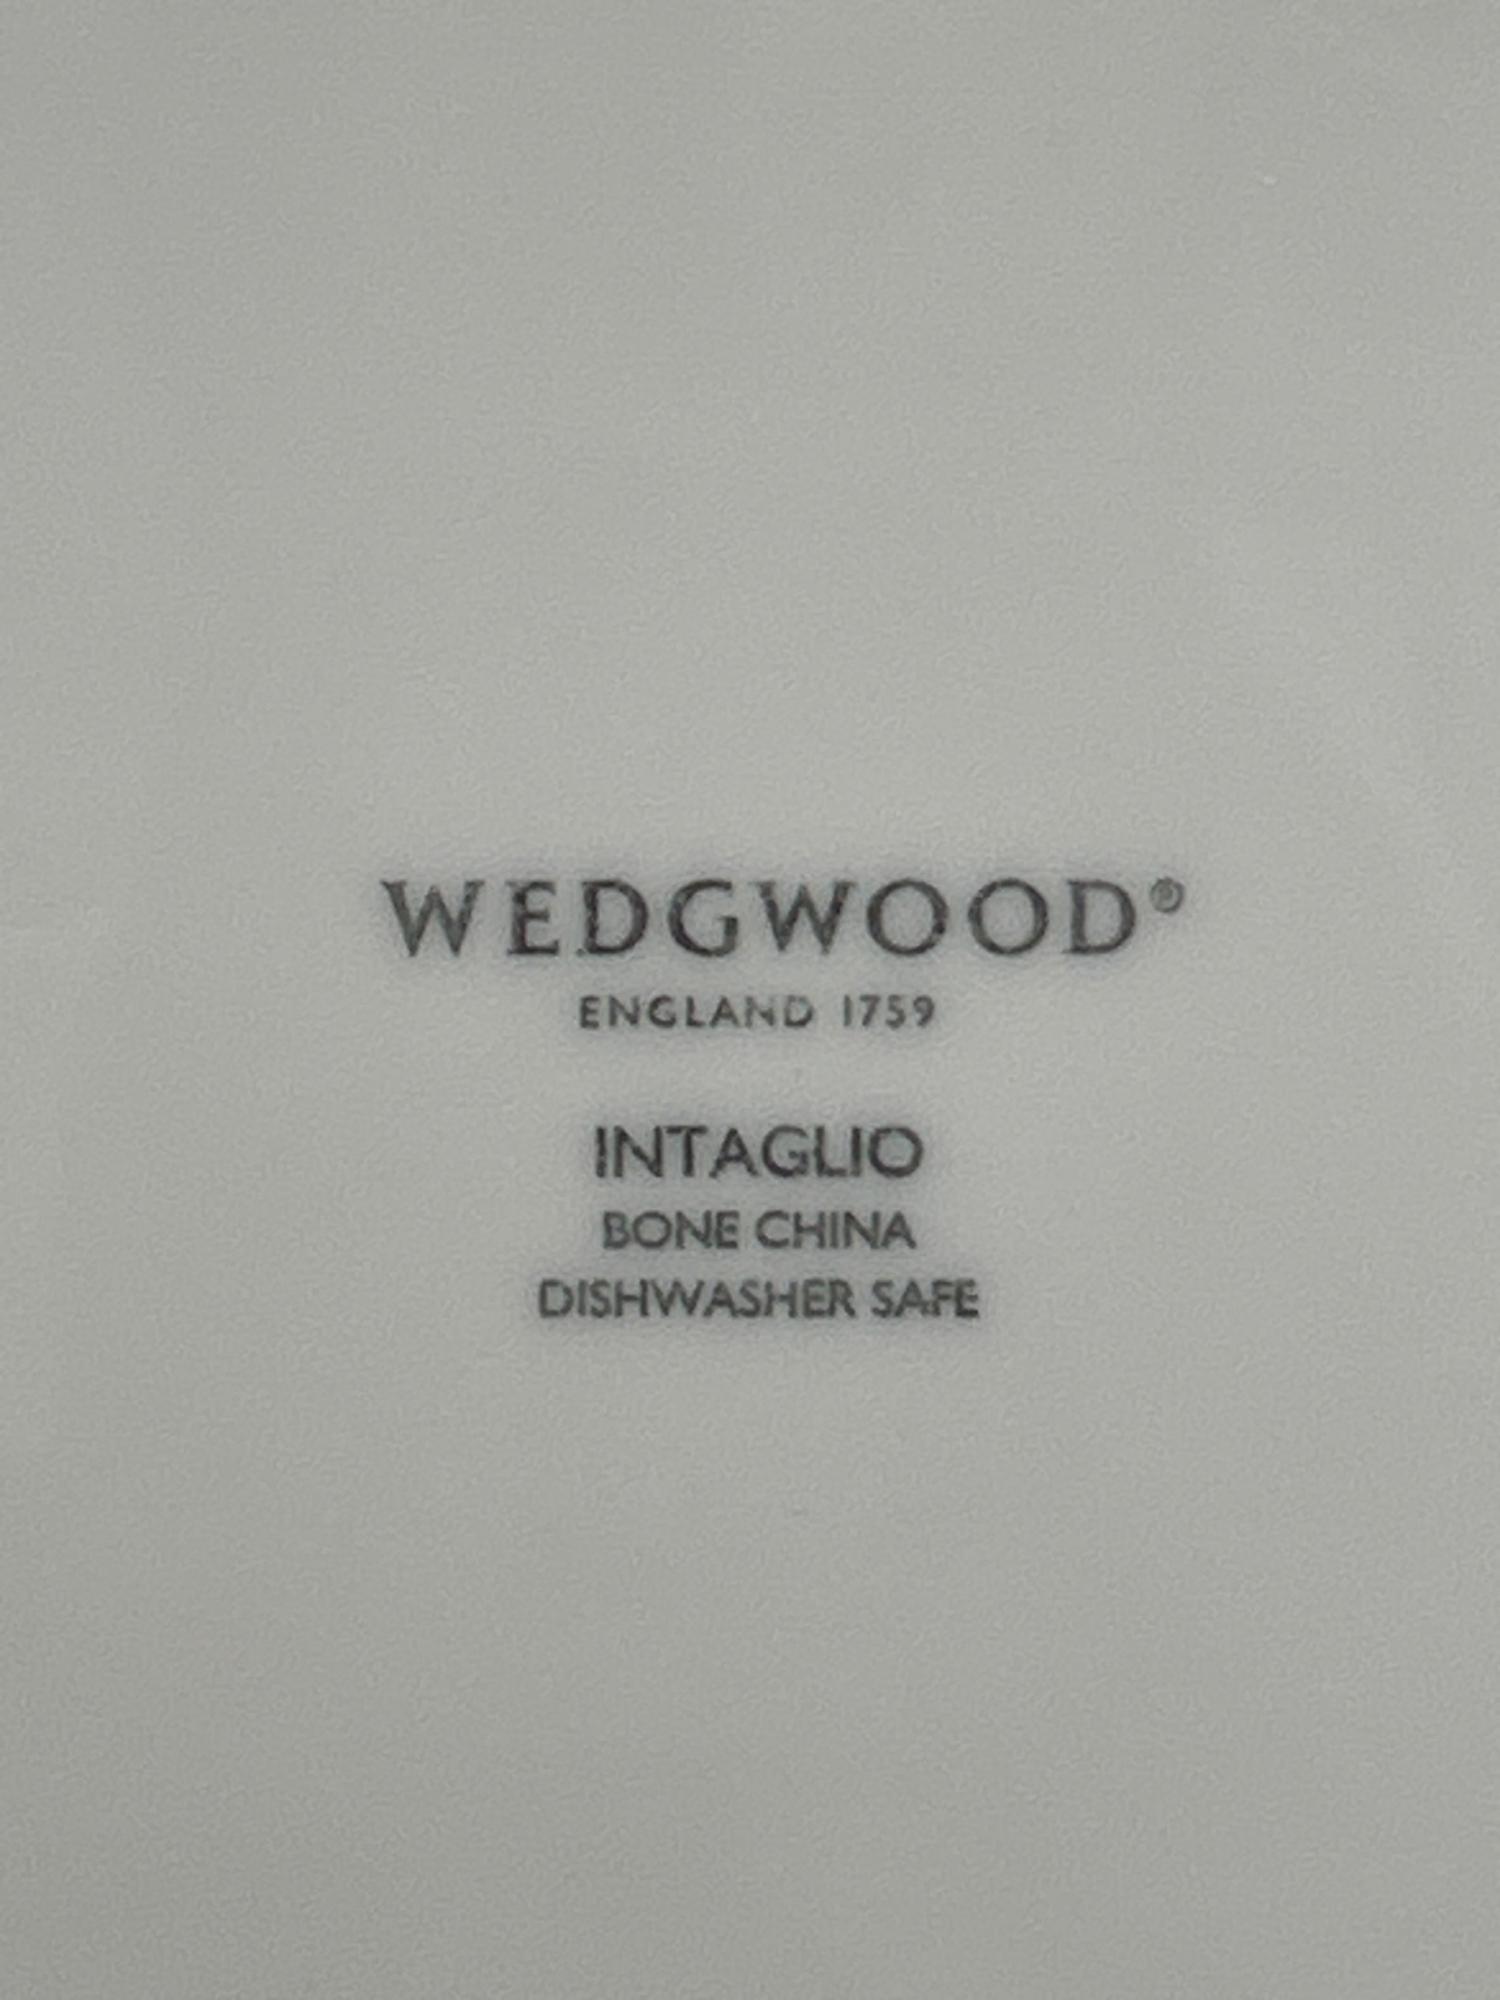 WEDGWOOD®
ENGLAND 1759
INTAGLIO
BONE CHINA
DISHWASHER SAFE